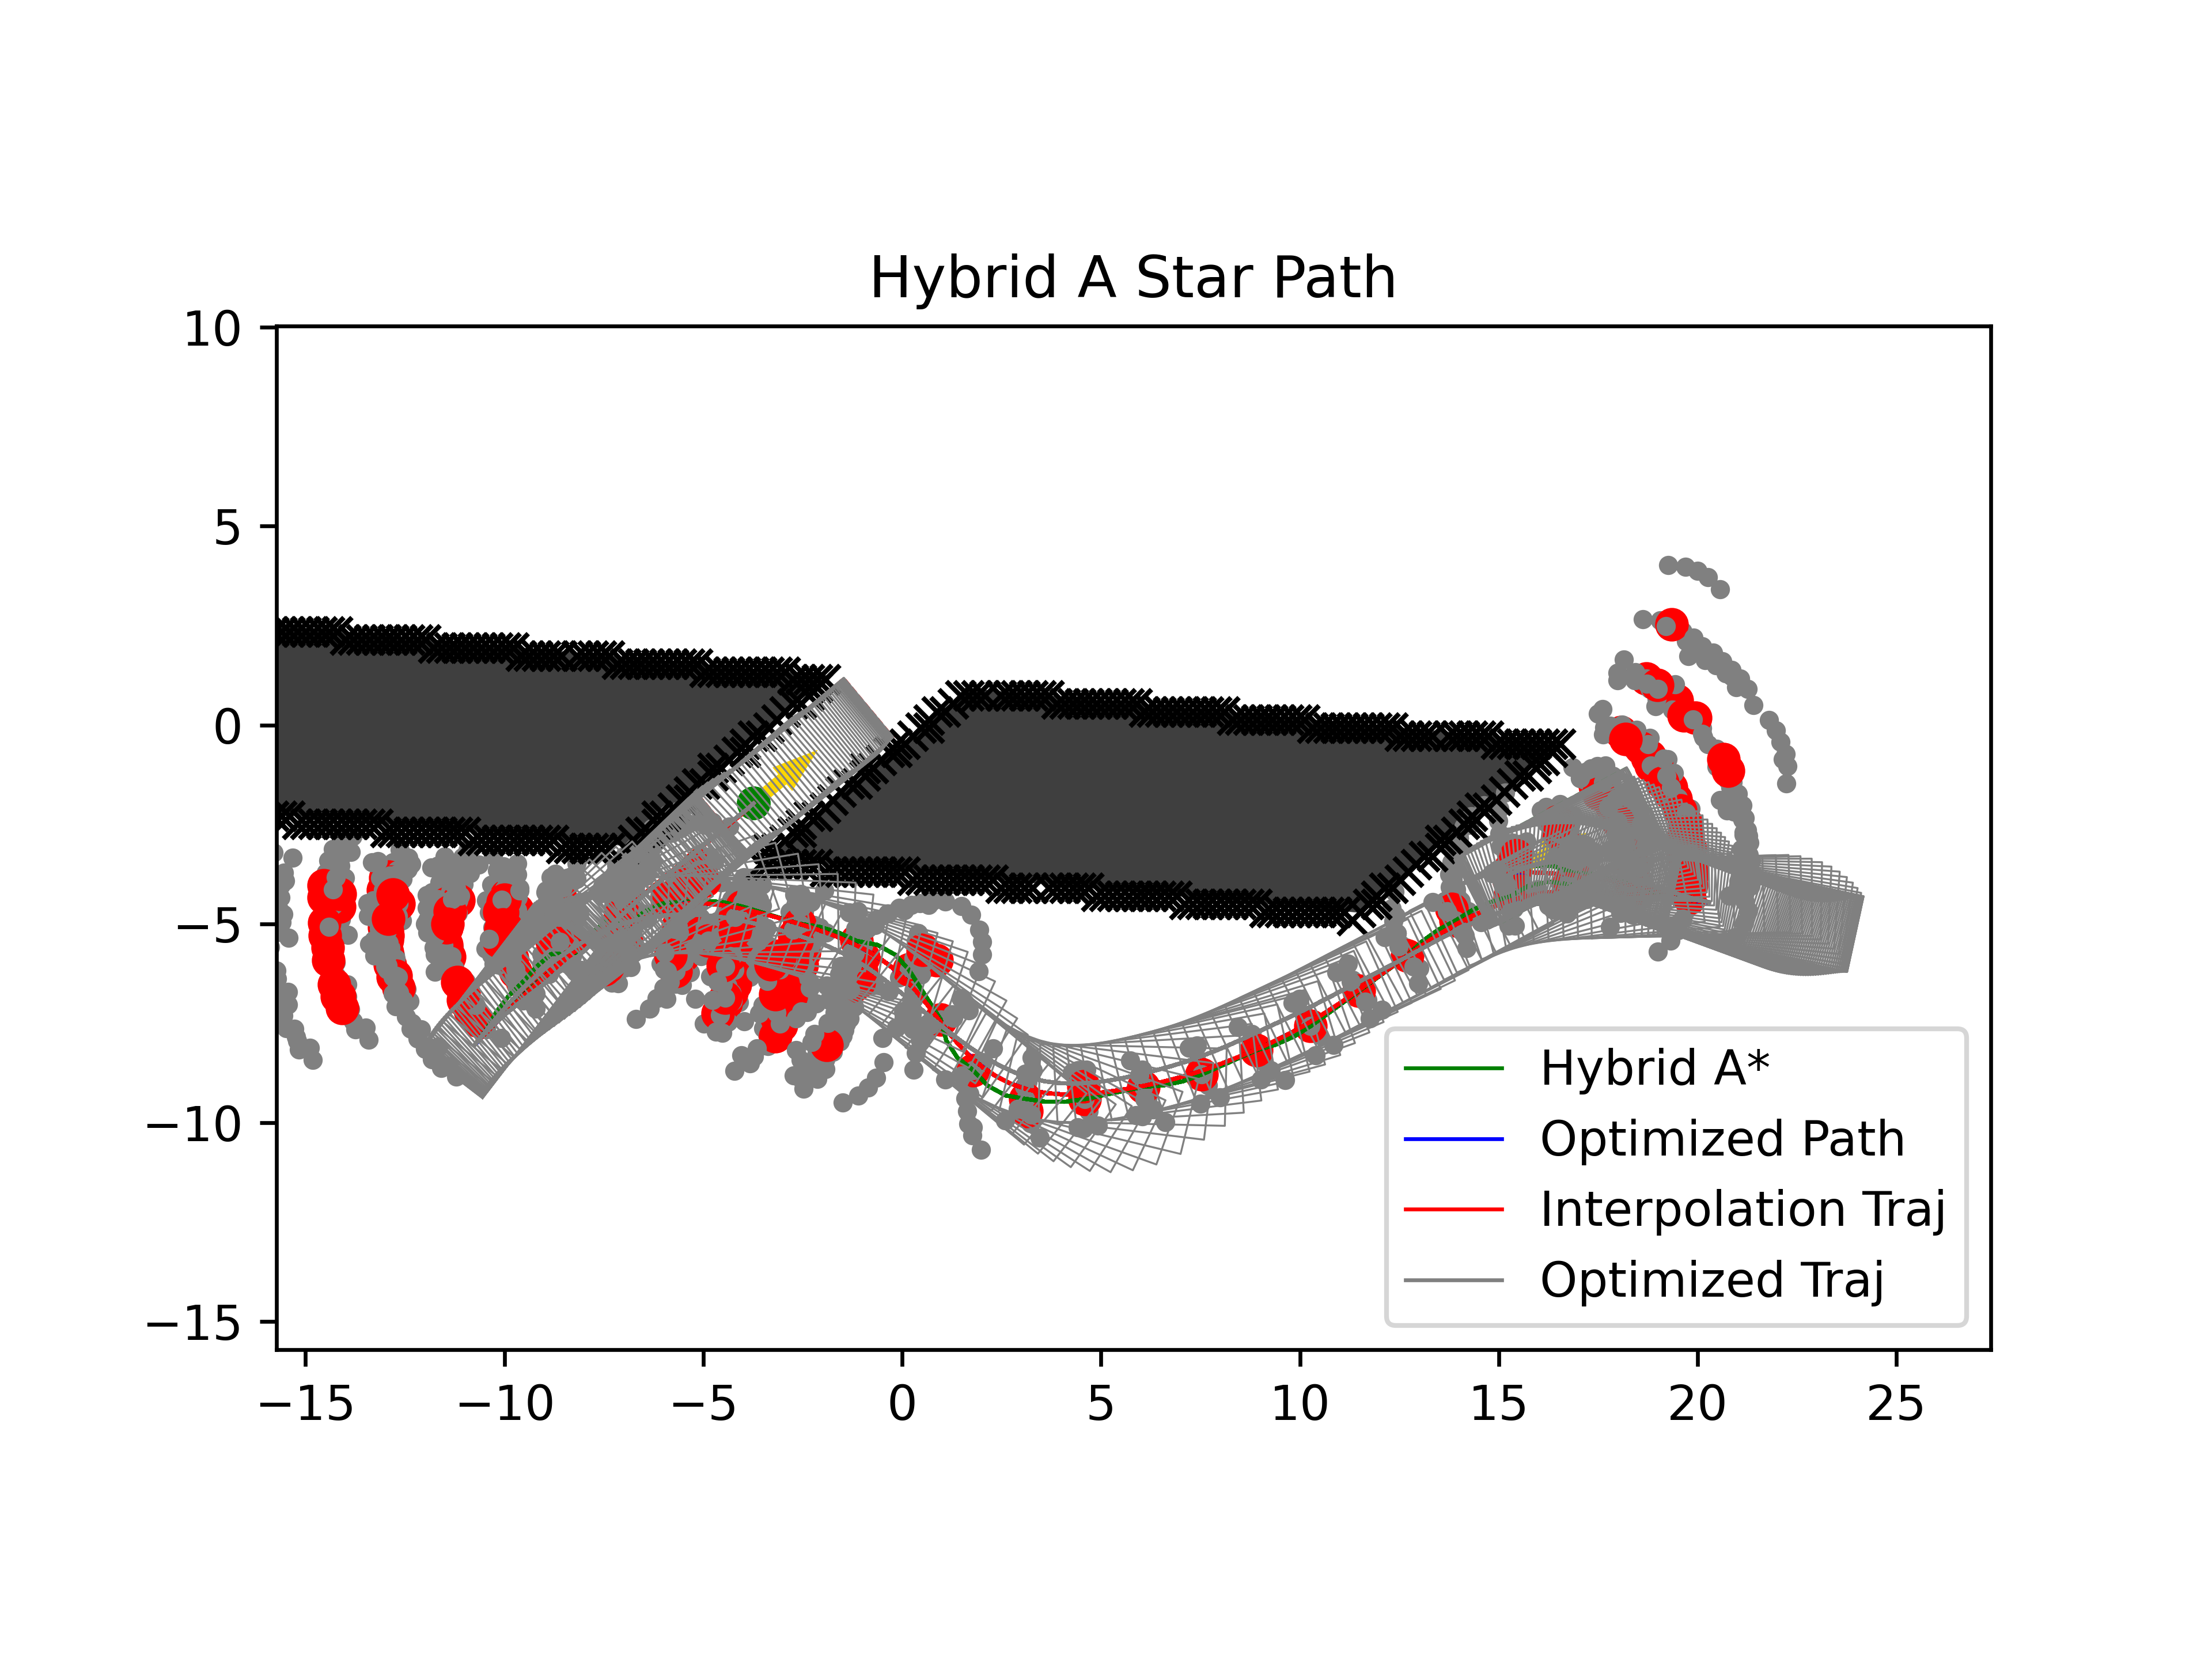 Hybrid A Star Path
10
5
0
−5
−10
−15
−15 −10 −5 0 5 10 15 20 25
Hybrid A*
Optimized Path
Interpolation Traj
Optimized Traj